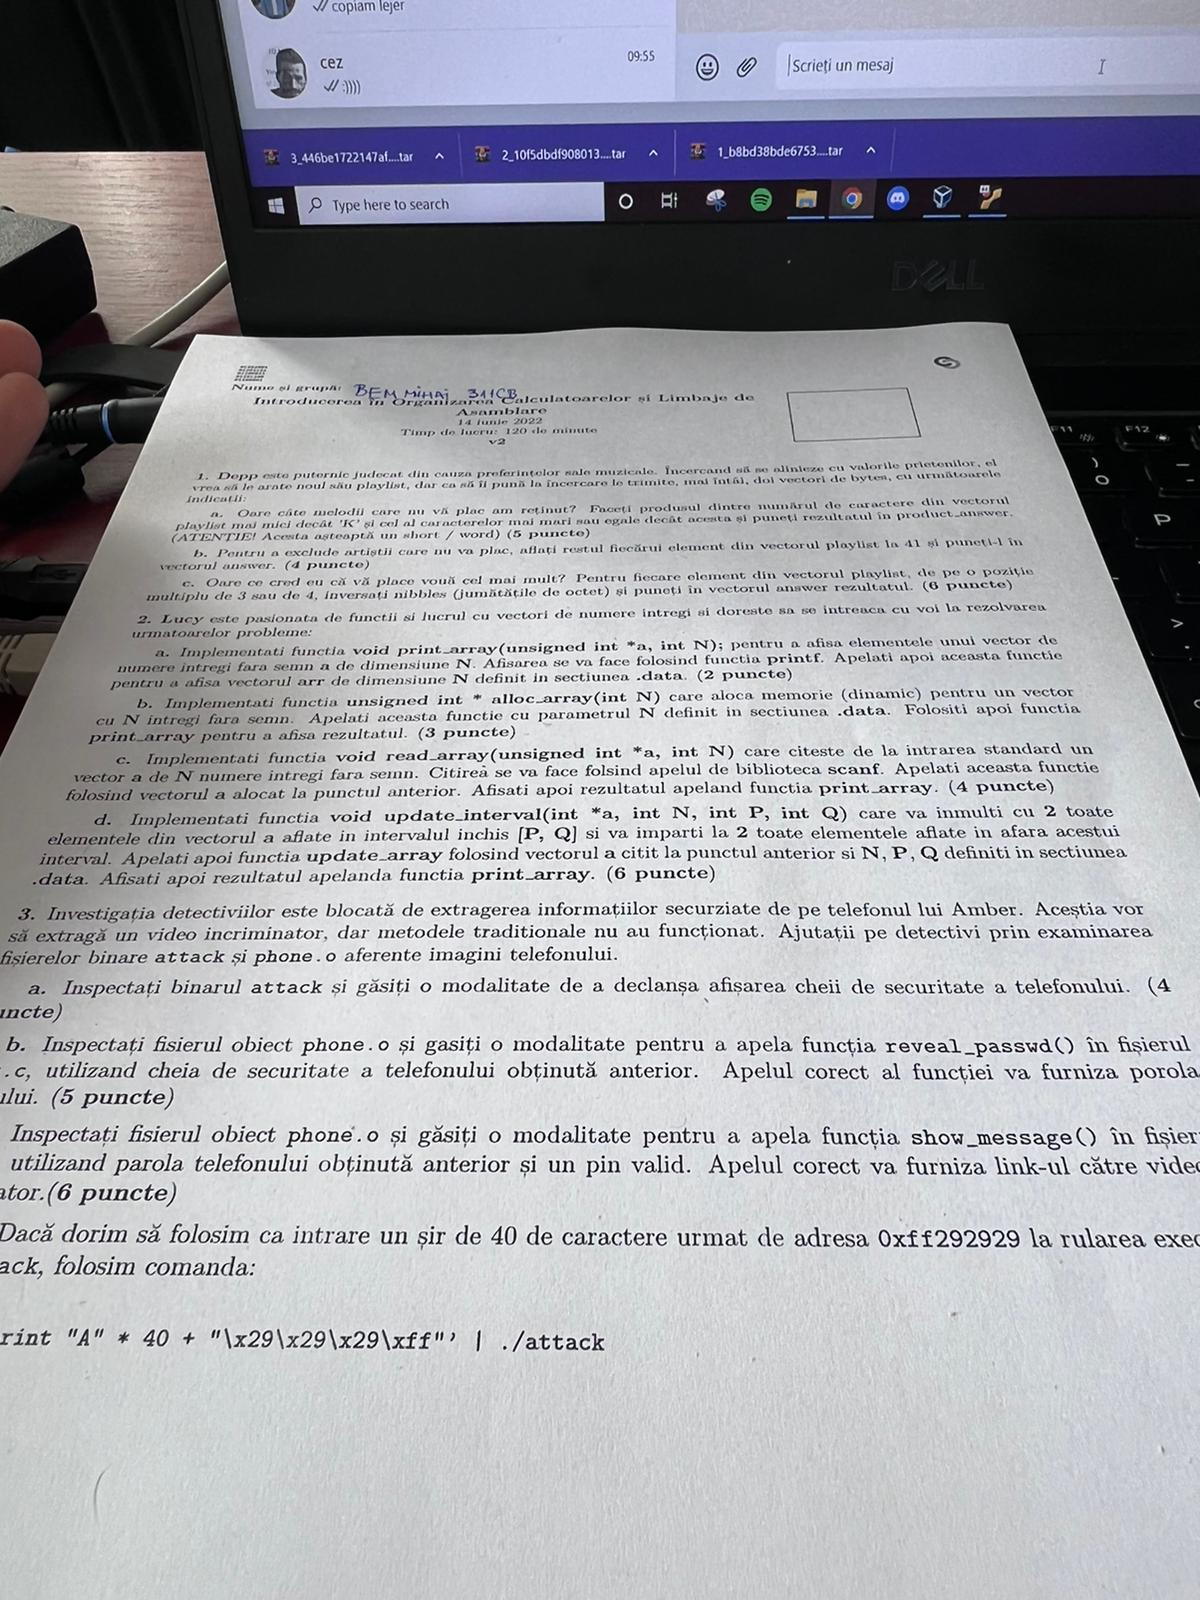 copiam lejer
cez
09:55
:))))
Scrieți un mesaj
3_446be1722147af....tar
2_10f5dbdf908013....tar
1_b8bd38bde6753....tar
Type here to search
DELL
F11
F12
P
Nume și grupă: BEM MIHAI 311CB
Introducerea în Organizarea Calculatoarelor și Limbaje de
Asamblare
14 iunie 2022
Timp de lucru: 120 de minute
v2
1. Depp este puternic judecat din cauza preferințelor sale muzicale. Încercand să se alinieze cu valorile prietenilor, el
vrea să le arate noul său playlist, dar ca să îi pună la încercare le trimite, mai întâi, doi vectori de bytes, cu următoarele
indicații:
a. Oare câte melodii care nu vă plac am reținut? Faceți produsul dintre numărul de caractere din vectorul
playlist mai mici decât 'K' și cel al caracterelor mai mari sau egale decât acesta și puneți rezultatul în product_answer.
(ATENȚIE! Acesta așteaptă un short / word) (5 puncte)
b. Pentru a exclude artiștii care nu va plac, aflați restul fiecărui element din vectorul playlist la 41 și puneți-l în
vectorul answer. (4 puncte)
c. Oare ce cred eu că vă place vouă cel mai mult? Pentru fiecare element din vectorul playlist, de pe o poziție
multiplu de 3 sau de 4, inversați nibbles (jumătățile de octet) și puneți în vectorul answer rezultatul. (6 puncte)
2. Lucy este pasionata de functii si lucrul cu vectori de numere intregi si doreste sa se intreaca cu voi la rezolvarea
urmatoarelor probleme:
a. Implementati functia void print_array(unsigned int *a, int N); pentru a afisa elementele unui vector de
numere intregi fara semn a de dimensiune N. Afisarea se va face folosind functia printf. Apelati apoi aceasta functie
pentru a afisa vectorul arr de dimensiune N definit in sectiunea .data. (2 puncte)
b. Implementati functia unsigned int * alloc_array(int N) care aloca memorie (dinamic) pentru un vector
cu N intregi fara semn. Apelati aceasta functie cu parametrul N definit in sectiunea .data. Folositi apoi functia
print_array pentru a afisa rezultatul. (3 puncte)
c. Implementati functia void read_array(unsigned int *a, int N) care citeste de la intrarea standard un
vector a de N numere intregi fara semn. Citirea se va face folsind apelul de biblioteca scanf. Apelati aceasta functie
folosind vectorul a alocat la punctul anterior. Afisati apoi rezultatul apeland functia print_array. (4 puncte)
d. Implementati functia void update_interval(int *a, int N, int P, int Q) care va inmulti cu 2 toate
elementele din vectorul a aflate in intervalul inchis [P, Q] si va imparti la 2 toate elementele aflate in afara acestui
interval. Apelati apoi functia update_array folosind vectorul a citit la punctul anterior si N, P, Q definiti in sectiunea
.data. Afisati apoi rezultatul apelanda functia print_array. (6 puncte)
3. Investigația detectiviilor este blocată de extragerea informațiilor securziate de pe telefonul lui Amber. Aceștia vor
să extragă un video incriminator, dar metodele traditionale nu au funcționat. Ajutații pe detectivi prin examinarea
fișierelor binare attack și phone.o aferente imagini telefonului.
a. Inspectați binarul attack și găsiți o modalitate de a declanșa afișarea cheii de securitate a telefonului. (4
uncte)
b. Inspectați fisierul obiect phone.o și gasiți o modalitate pentru a apela funcția reveal_passwd() în fișierul
.c, utilizand cheia de securitate a telefonului obținută anterior. Apelul corect al funcției va furniza porola
ului. (5 puncte)
Inspectați fisierul obiect phone.o și găsiți o modalitate pentru a apela funcția show_message() în fișier
utilizand parola telefonului obținută anterior și un pin valid. Apelul corect va furniza link-ul către video
ator.(6 puncte)
Dacă dorim să folosim ca intrare un șir de 40 de caractere urmat de adresa 0xff292929 la rularea exec
ack, folosim comanda:
rint "A" * 40 + "\x29\x29\x29\xff"' | ./attack